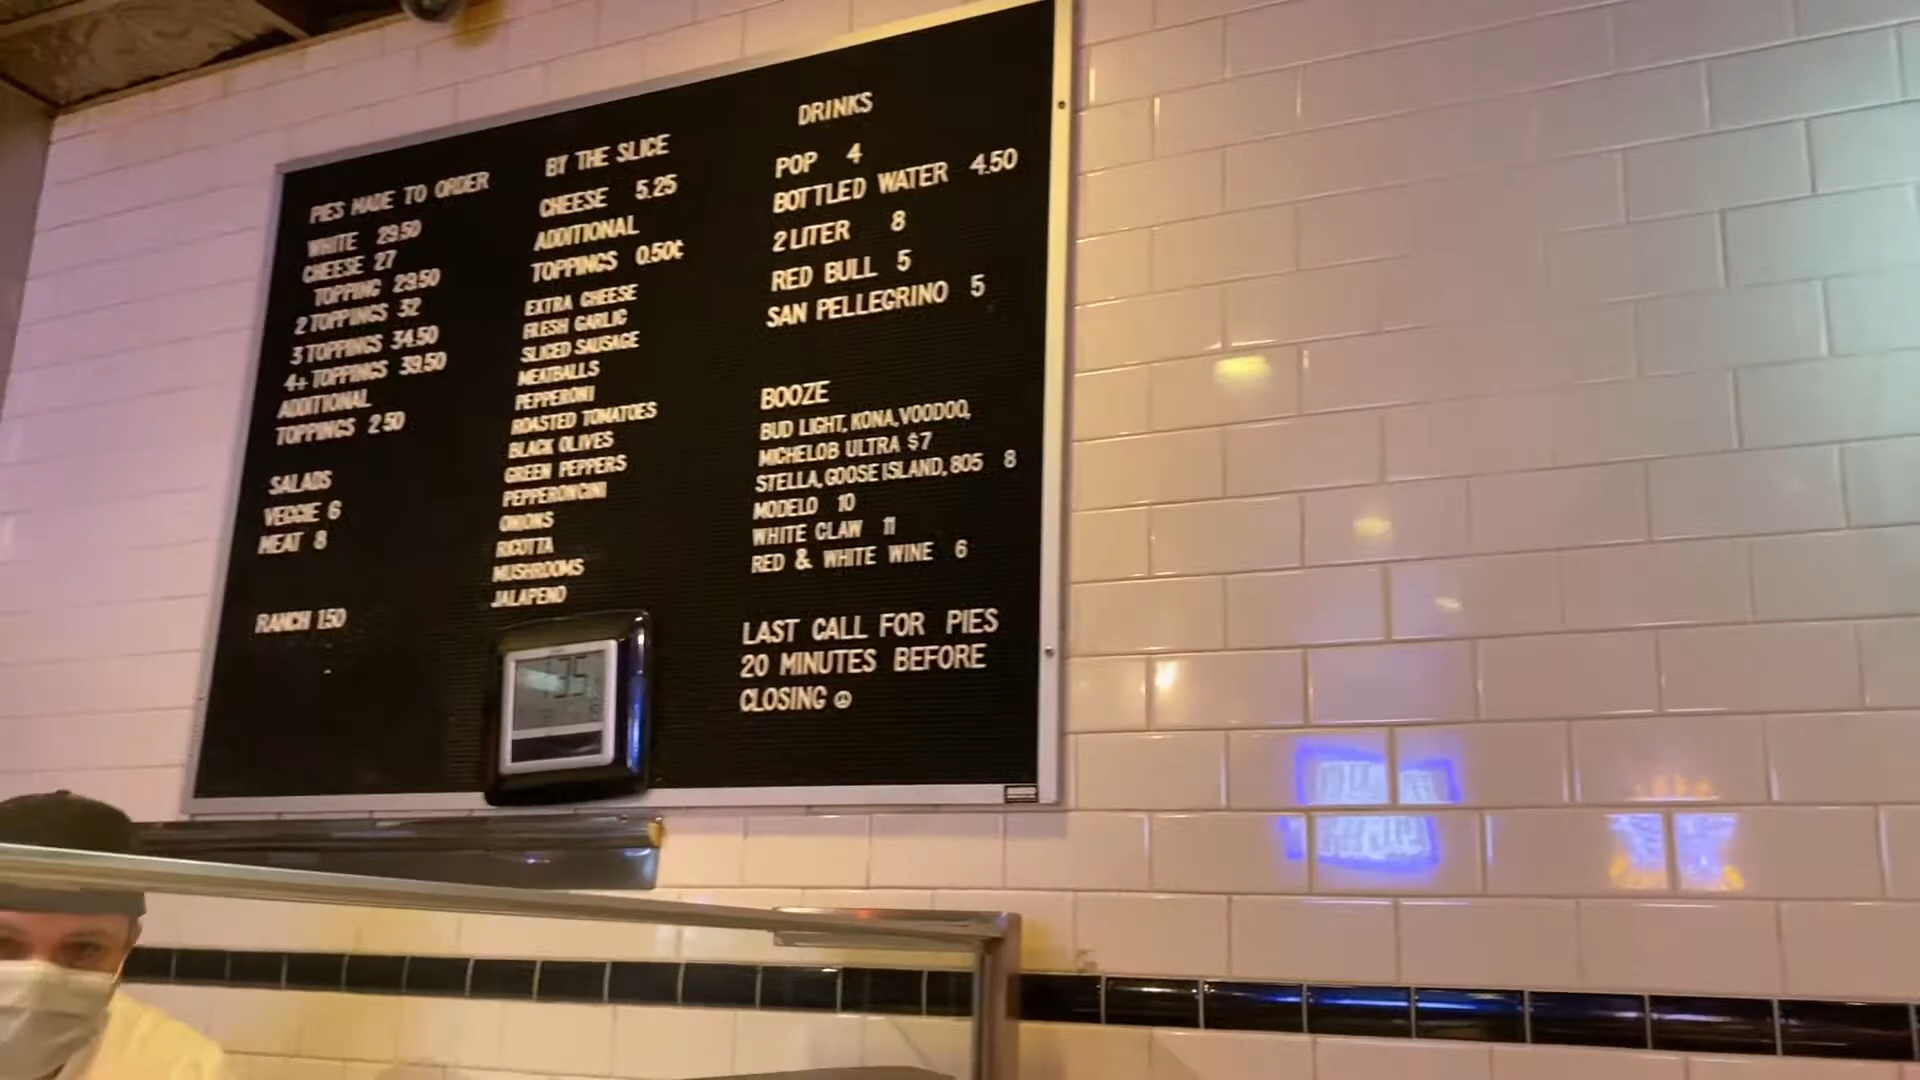 PIES MADE TO ORDER
WHITE 29.50
CHEESE 27
TOPPING 29.50
2 TOPPINGS 32
3 TOPPINGS 34.50
4+ TOPPINGS 39.50
ADDITIONAL
TOPPINGS 2 50
SALADS
VEGGIE 6
MEAT 8
RANCH 1.50
BY THE SLICE
CHEESE 5.25
ADDITIONAL
TOPPINGS 0.50¢
EXTRA CHEESE
FRESH GARLIC
SLICED SAUSAGE
MEATBALLS
PEPPERONI
ROASTED TOMATOES
BLACK OLIVES
GREEN PEPPERS
PEPPERONCINI
ONIONS
RICOTTA
MUSHROOMS
JALAPENO
DRINKS
POP 4
BOTTLED WATER 4.50
2 LITER 8
RED BULL 5
SAN PELLEGRINO 5
BOOZE
BUD LIGHT, KONA, VOODOO,
MICHELOB ULTRA $7
STELLA, GOOSE ISLAND, 805 8
MODELO 10
WHITE CLAW 11
RED & WHITE WINE 6
LAST CALL FOR PIES
20 MINUTES BEFORE
CLOSING